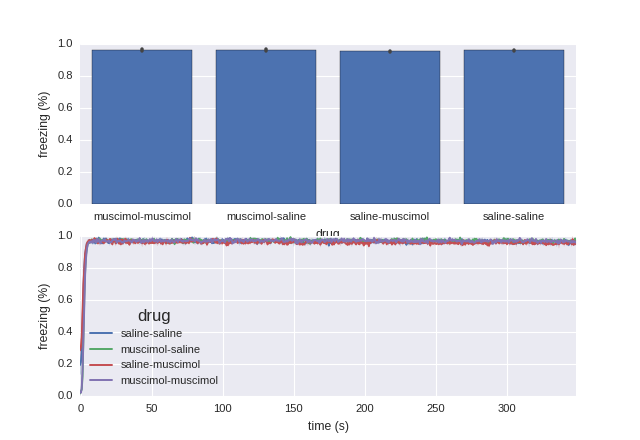 1.0
0.8
0.6
0.4
0.2
0.0
freezing (%)
muscimol-muscimol muscimol-saline saline-muscimol saline-saline
drug
1.0
0.8
0.6
0.4
0.2
0.0
freezing (%)
drug
saline-saline
muscimol-saline
saline-muscimol
muscimol-muscimol
0 50 100 150 200 250 300
time (s)